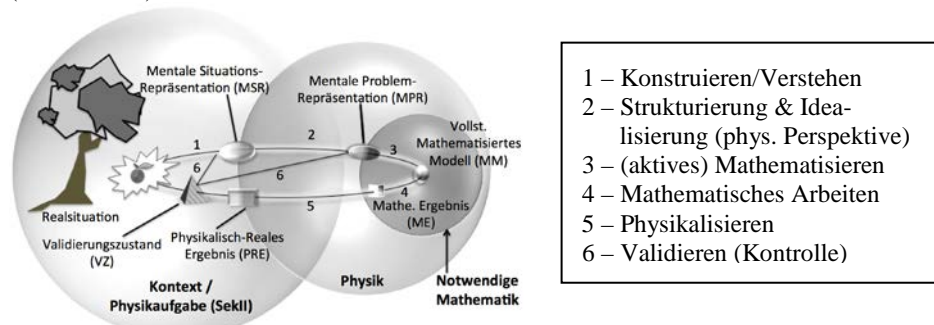 Mentale Situations-
Repräsentation (MSR)
Mentale Problem-
Repräsentation (MPR)
Vollst.
Mathematisiertes
Modell (MM)
1
2
3
6
6
4
5
Realsituation
Mathe. Ergebnis
(ME)
Validierungszustand
(VZ)
Physikalisch-Reales
Ergebnis (PRE)
Kontext /
Physikaufgabe (SekII)
Physik
Notwendige
Mathematik
1 – Konstruieren/Verstehen
2 – Strukturierung & Idea-
lisierung (phys. Perspektive)
3 – (aktives) Mathematisieren
4 – Mathematisches Arbeiten
5 – Physikalisieren
6 – Validieren (Kontrolle)